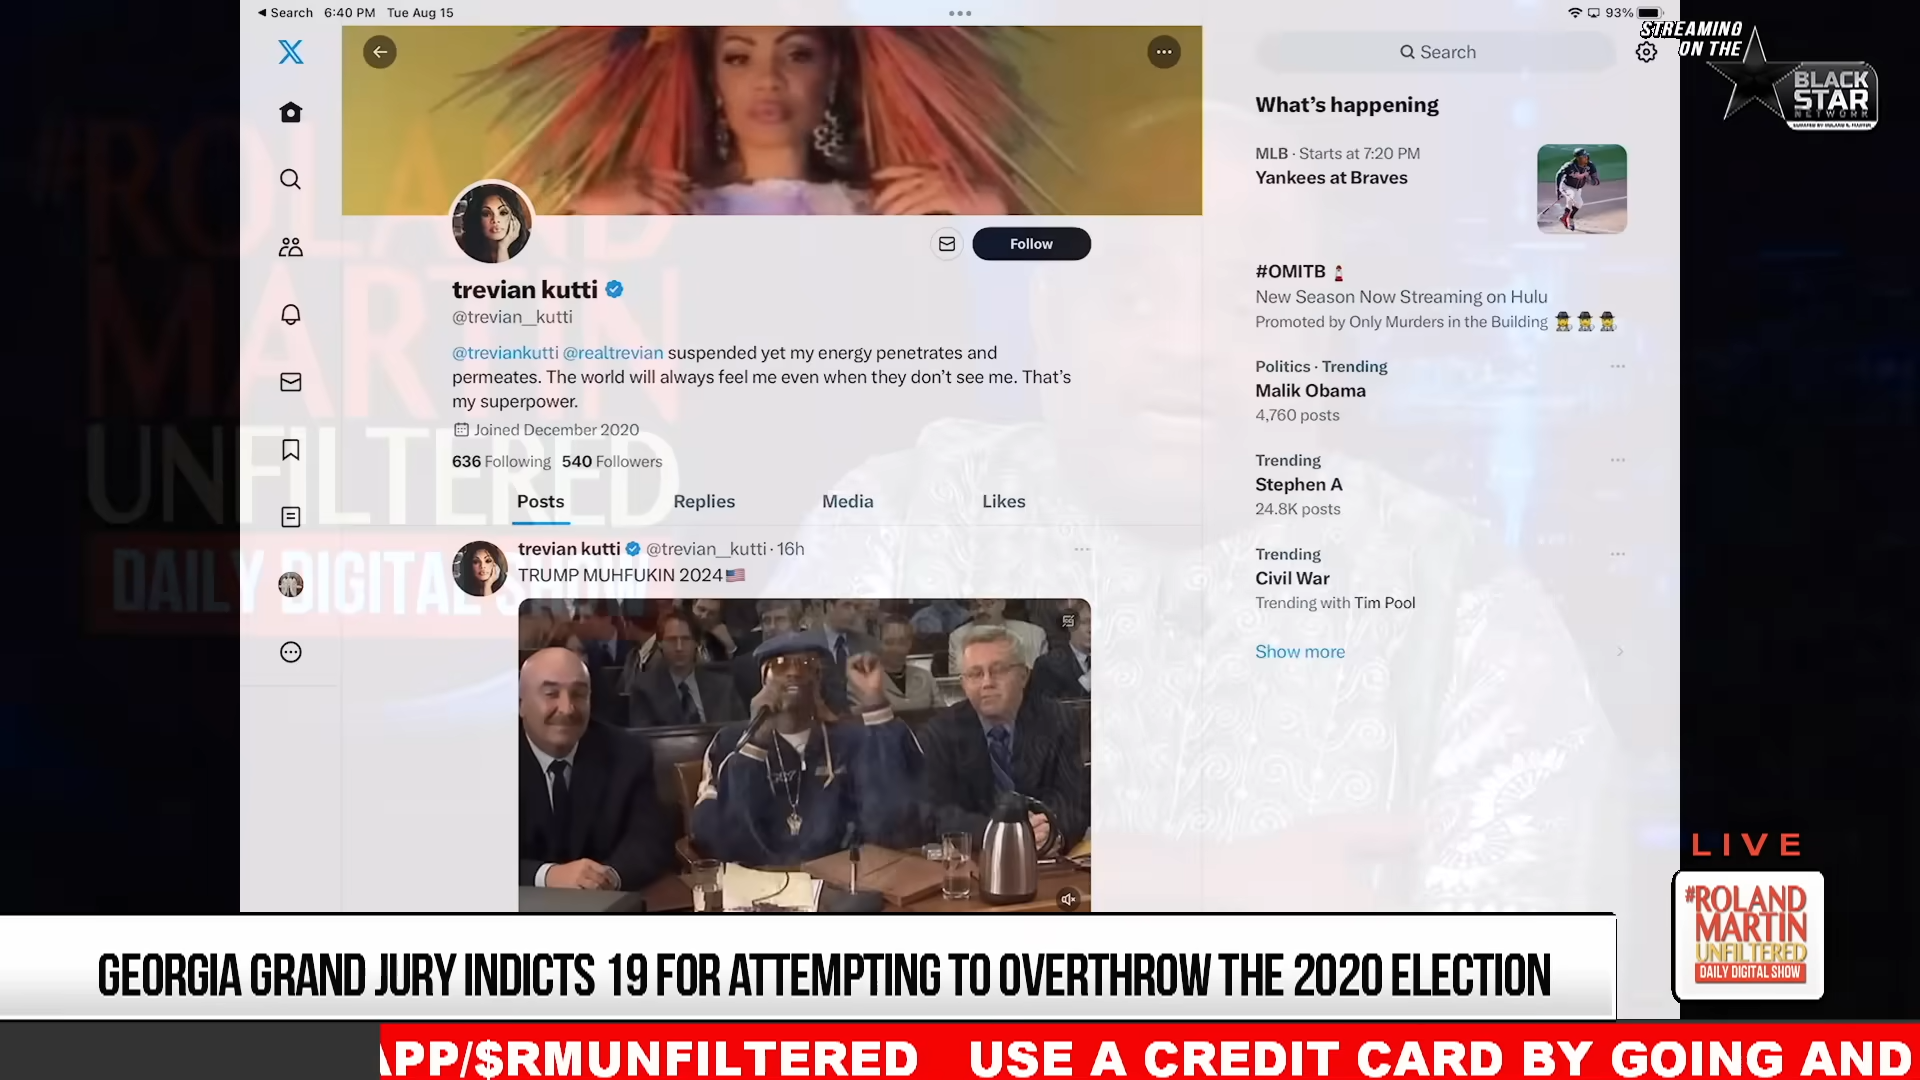 Search 6:40 PM Tue Aug 15
93%
STREAMING
ON THE
BLACK
STAR
NETWORK
Search
What's happening
MLB · Starts at 7:20 PM
Yankees at Braves
#OMITB
New Season Now Streaming on Hulu
Promoted by Only Murders in the Building
Politics · Trending
Malik Obama
4,760 posts
Trending
Stephen A
24.8K posts
Trending
Civil War
Trending with Tim Pool
Show more
Follow
trevian kutti
@trevian__kutti
@treviankutti @realtrevian suspended yet my energy penetrates and
permeates. The world will always feel me even when they don't see me. That's
my superpower.
Joined December 2020
636 Following 540 Followers
Posts Replies Media Likes
trevian kutti @trevian__kutti · 16h
TRUMP MUHFUKIN 2024🇺🇸
#ROLAND
MARTIN
UNFILTERED
DAILY DIGITAL SHOW
LIVE
#ROLAND
MARTIN
UNFILTERED
DAILY DIGITAL SHOW
GEORGIA GRAND JURY INDICTS 19 FOR ATTEMPTING TO OVERTHROW THE 2020 ELECTION
APP/$RMUNFILTERED USE A CREDIT CARD BY GOING AND